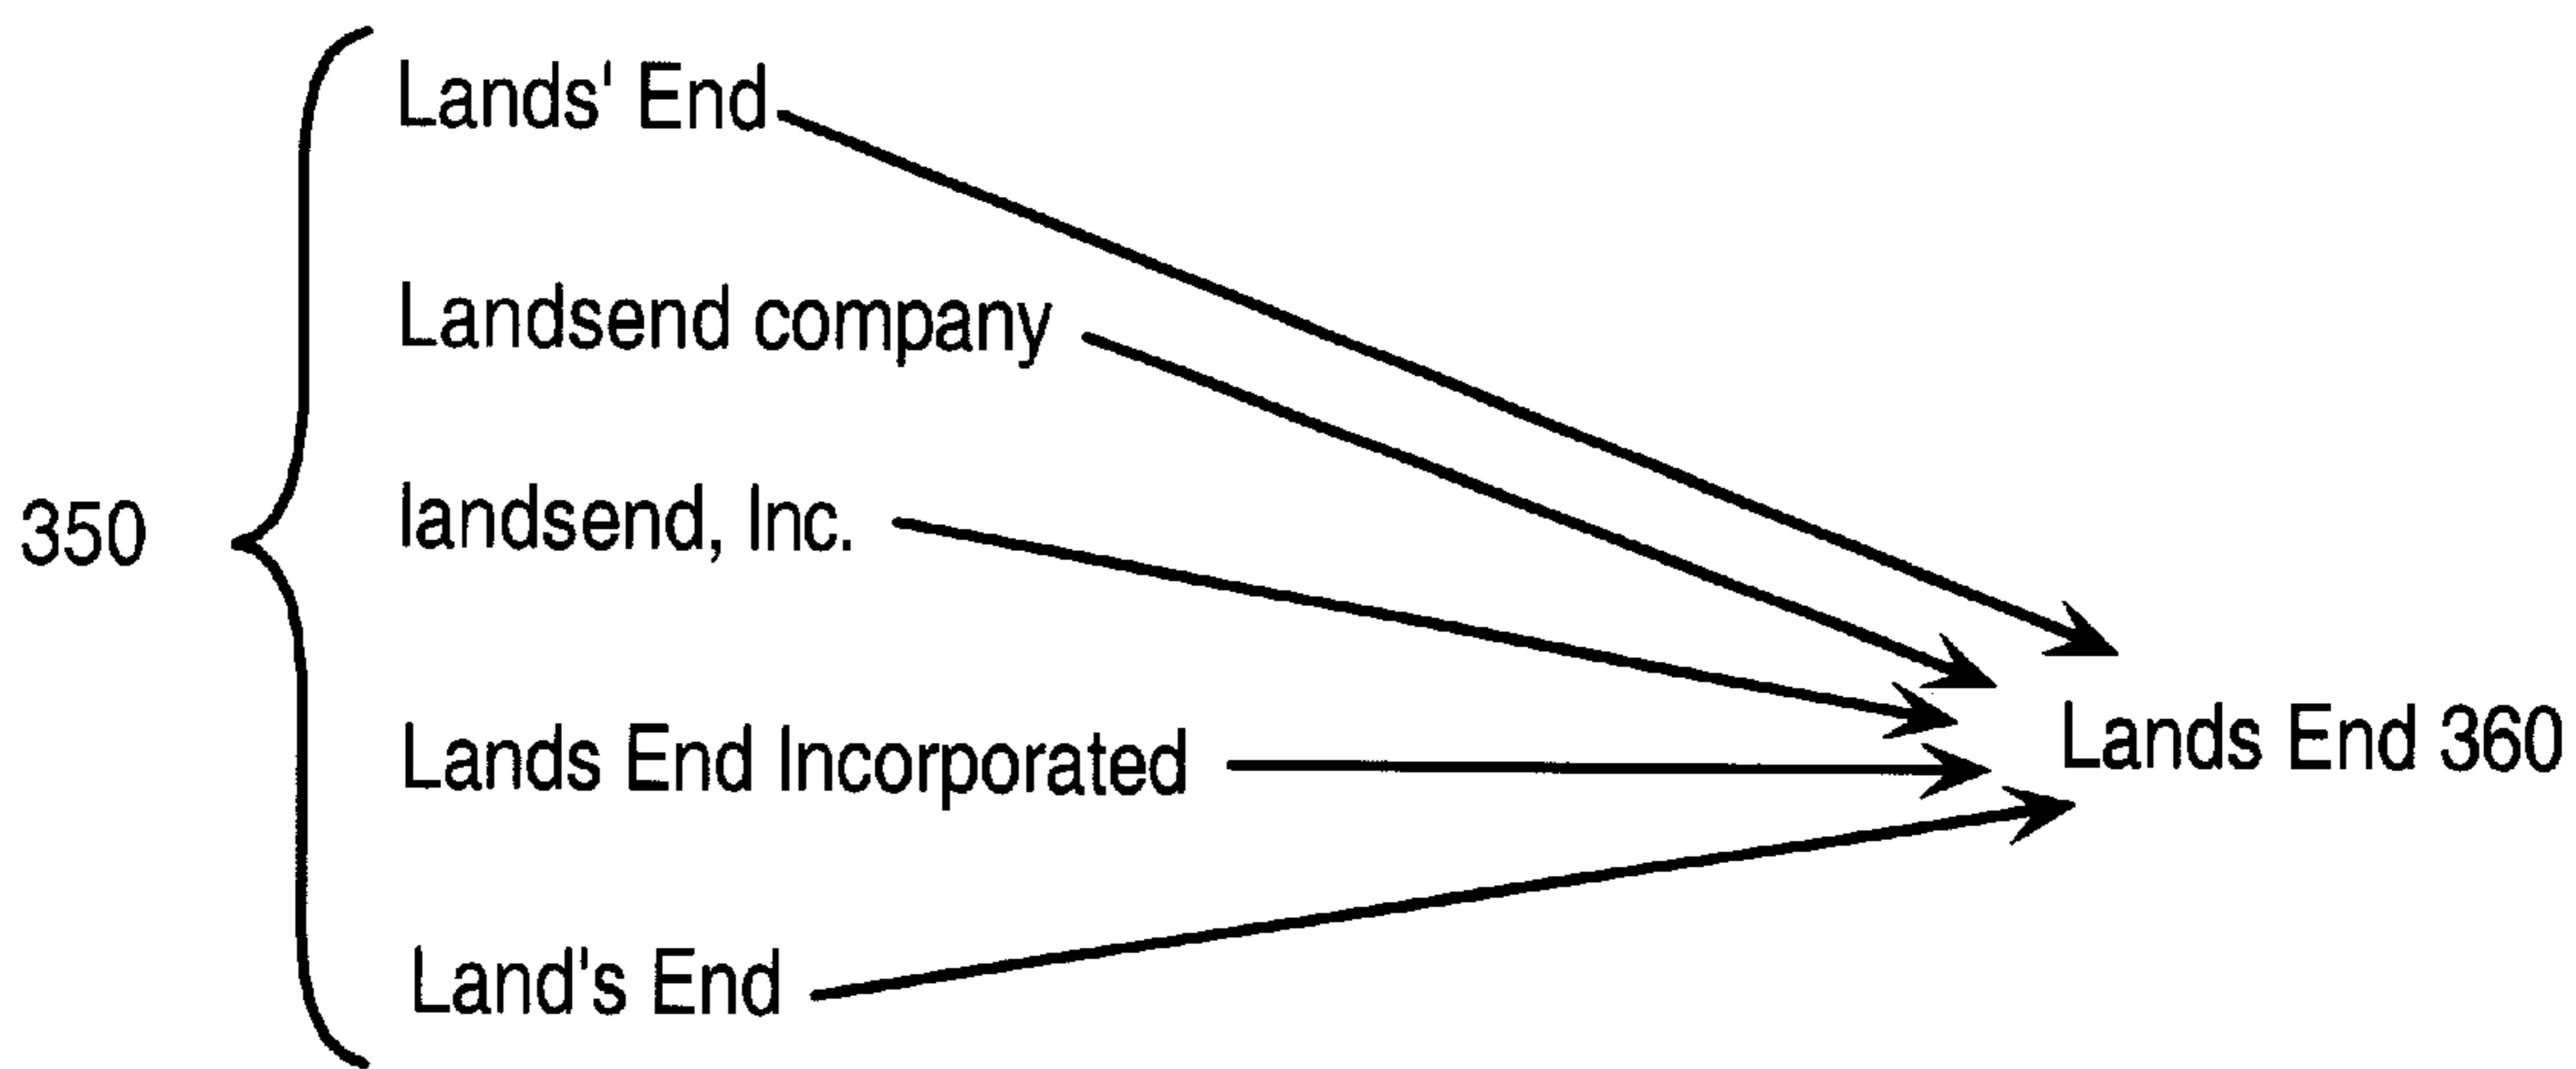 Lands' End
Landsend company
350
landsend, Inc.
Lands End Incorporated
Lands End 360
Land's End